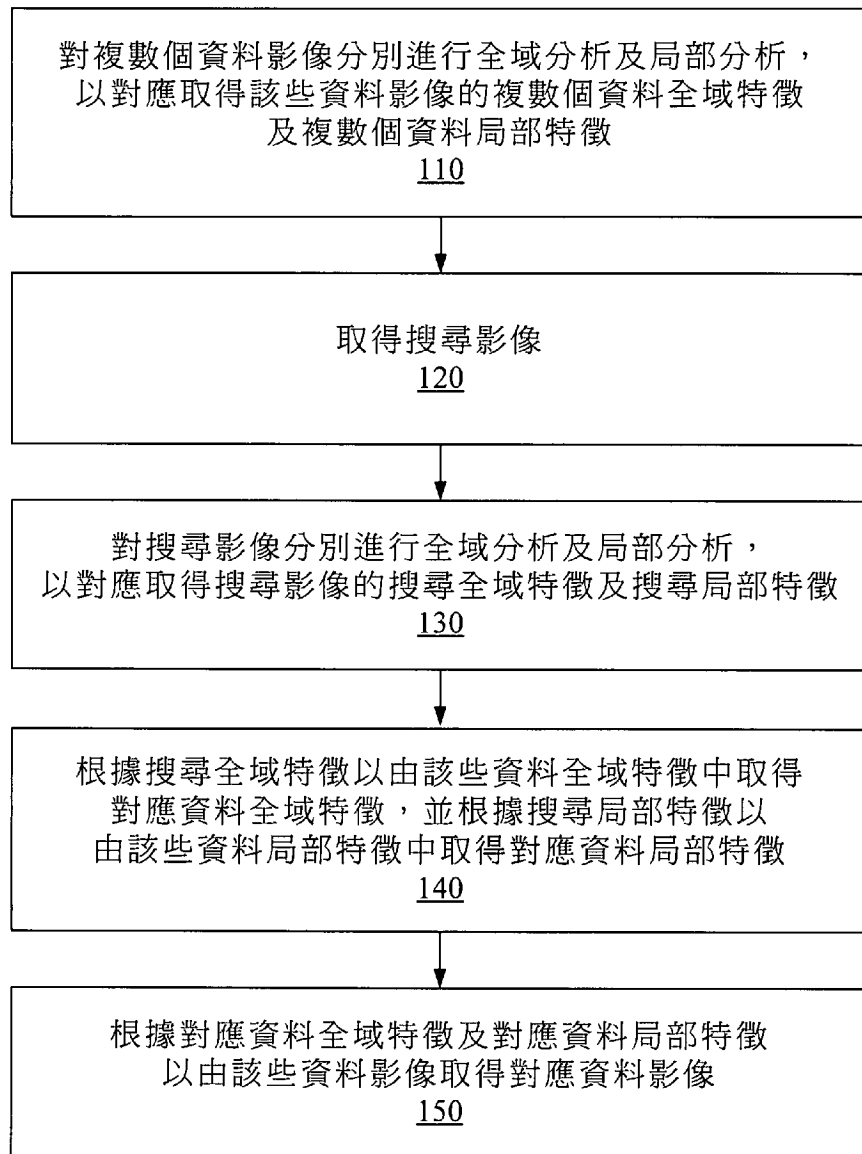 對複數個資料影像分別進行全域分析及局部分析，
以對應取得該些資料影像的複數個資料全域特徵
及複數個資料局部特徵
110
取得搜尋影像
120
對搜尋影像分別進行全域分析及局部分析，
以對應取得搜尋影像的搜尋全域特徵及搜尋局部特徵
130
根據搜尋全域特徵以由該些資料全域特徵中取得
對應資料全域特徵，並根據搜尋局部特徵以
由該些資料局部特徵中取得對應資料局部特徵
140
根據對應資料全域特徵及對應資料局部特徵
以由該些資料影像取得對應資料影像
150